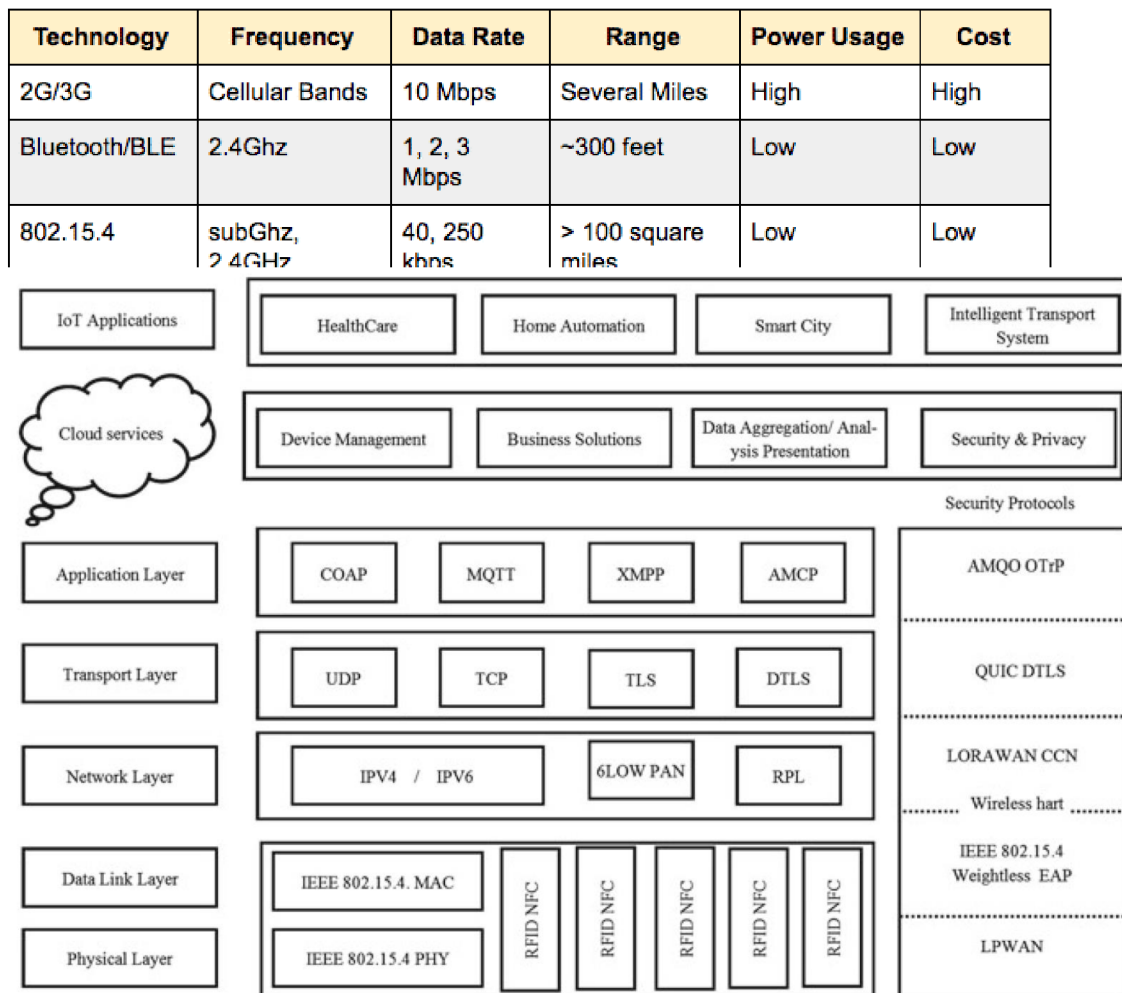 Technology Frequency Data Rate Range Power Usage Cost
2G/3G Cellular Bands 10 Mbps Several Miles High High
Bluetooth/BLE 2.4Ghz 1, 2, 3 ~300 feet Low Low
Mbps
802.15.4 subGhz, 40, 250 > 100 square Low Low
2.4GHz kbps miles
IoT Applications
HealthCare
Home Automation
Smart City
Intelligent Transport
System
Cloud services
Device Management
Business Solutions
Data Aggregation/ Anal-
ysis Presentation
Security & Privacy
Security Protocols
Application Layer
COAP
MQTT
XMPP
AMCP
AMQO OTrP
Transport Layer
UDP
TCP
TLS
DTLS
QUIC DTLS
Network Layer
IPV4 / IPV6
6LOW PAN
RPL
LORAWAN CCN
Wireless hart
Data Link Layer
IEEE 802.15.4. MAC
RFID NFC
RFID NFC
RFID NFC
RFID NFC
RFID NFC
IEEE 802.15.4
Weightless EAP
Physical Layer
IEEE 802.15.4 PHY
LPWAN